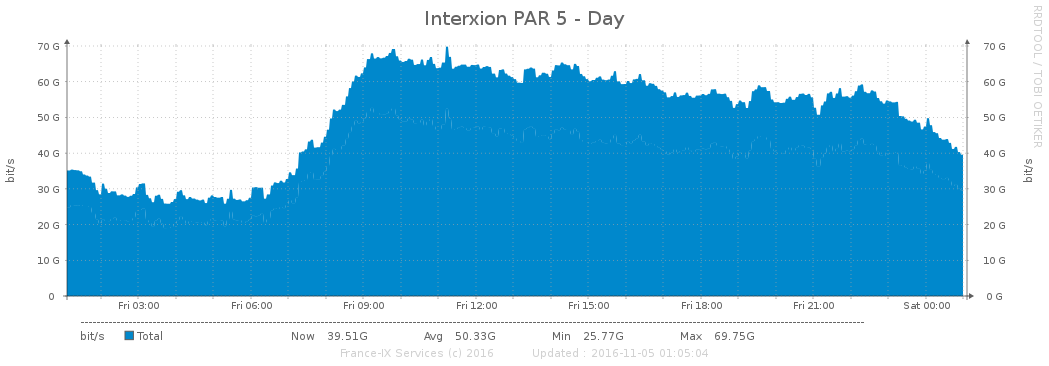 Interxion PAR 5 - Day
RRDTOOL / TOBI OETIKER
bit/s
70 G
60 G
50 G
40 G
30 G
20 G
10 G
0
70 G
60 G
50 G
40 G
30 G
20 G
10 G
0 G
bit/s
Fri 03:00 Fri 06:00 Fri 09:00 Fri 12:00 Fri 15:00 Fri 18:00 Fri 21:00 Sat 00:00
bit/s Total Now 39.51G Avg 50.33G Min 25.77G Max 69.75G
France-IX Services (c) 2016 Updated : 2016-11-05 01:05:04